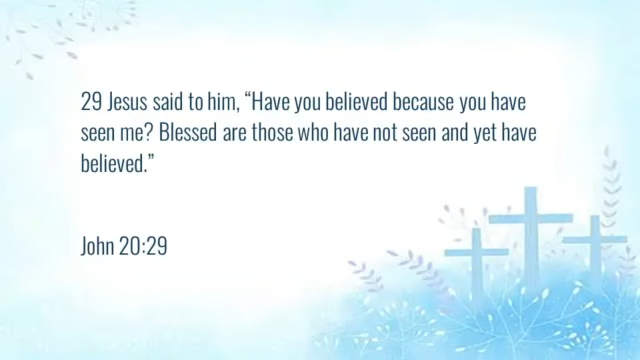 29 Jesus said to him, “Have you believed because you have
seen me? Blessed are those who have not seen and yet have
believed.”
John 20:29